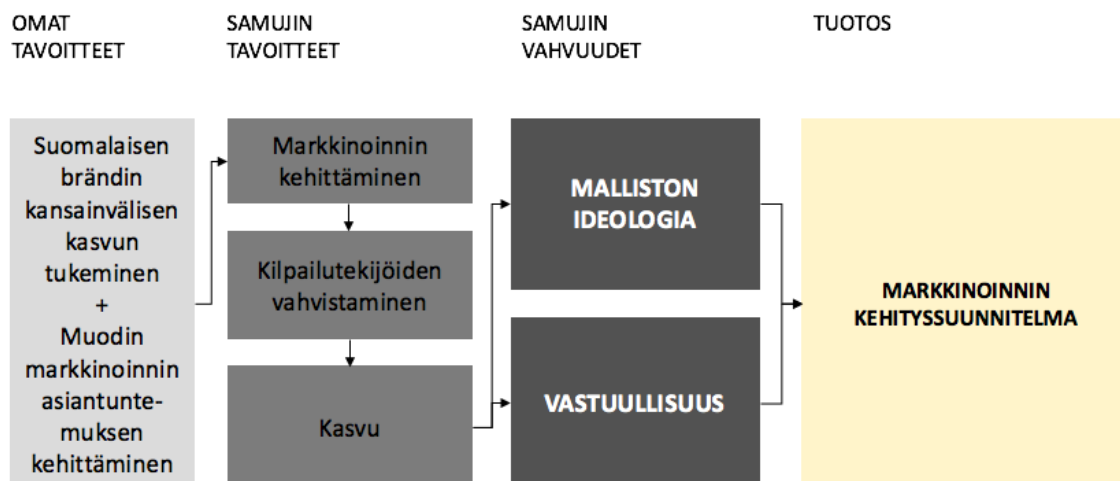 OMAT
TAVOITTEET
SAMUJIN
TAVOITTEET
SAMUJIN
VAHVUUDET
TUOTOS
Suomalaisen
brändin
kansainvälisen
kasvun
tukeminen
+
Muodin
markkinoinnin
asiantunte-
muksen
kehittäminen
Markkinoinnin
kehittäminen
Kilpailutekijöiden
vahvistaminen
Kasvu
MALLISTON
IDEOLOGIA
VASTUULLISUUS
MARKKINOINNIN
KEHITYSSUUNNITELMA